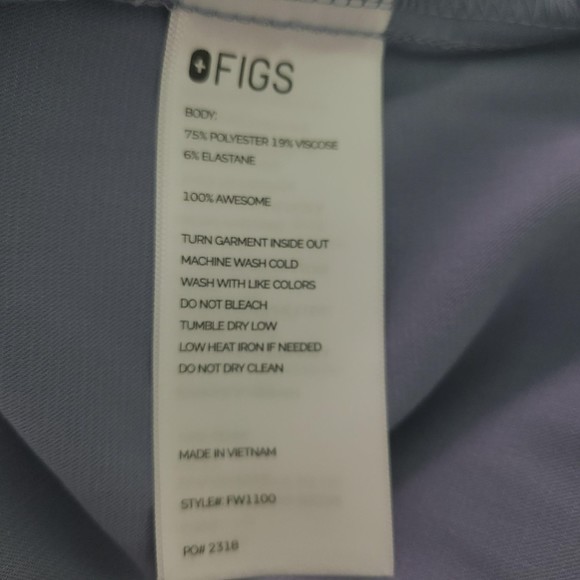 FIGS
BODY:
75% POLYESTER 19% VISCOSE
6% ELASTANE
100% AWESOME
TURN GARMENT INSIDE OUT
MACHINE WASH COLD
WASH WITH LIKE COLORS
DO NOT BLEACH
TUMBLE DRY LOW
LOW HEAT IRON IF NEEDED
DO NOT DRY CLEAN
MADE IN VIETNAM
STYLE# FW1100
PO# 2318